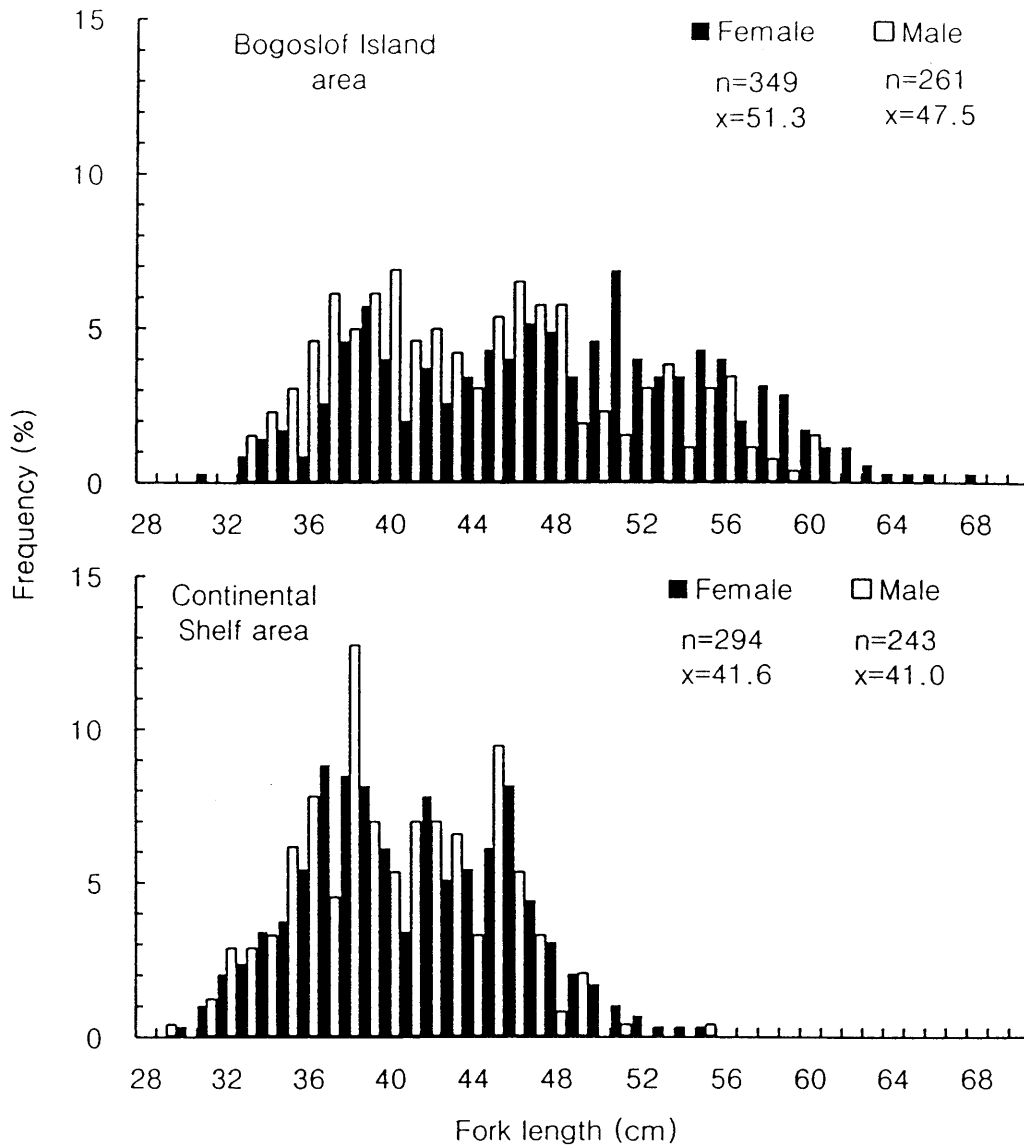 15
Bogoslof Island
area
Female
Male
n=349
n=261
x=51.3
x=47.5
10
5
0
28 32 36 40 44 48 52 56 60 64 68
Frequency (%)
15
Continental
Shelf area
Female
Male
n=294
n=243
x=41.6
x=41.0
10
5
0
28 32 36 40 44 48 52 56 60 64 68
Fork length (cm)